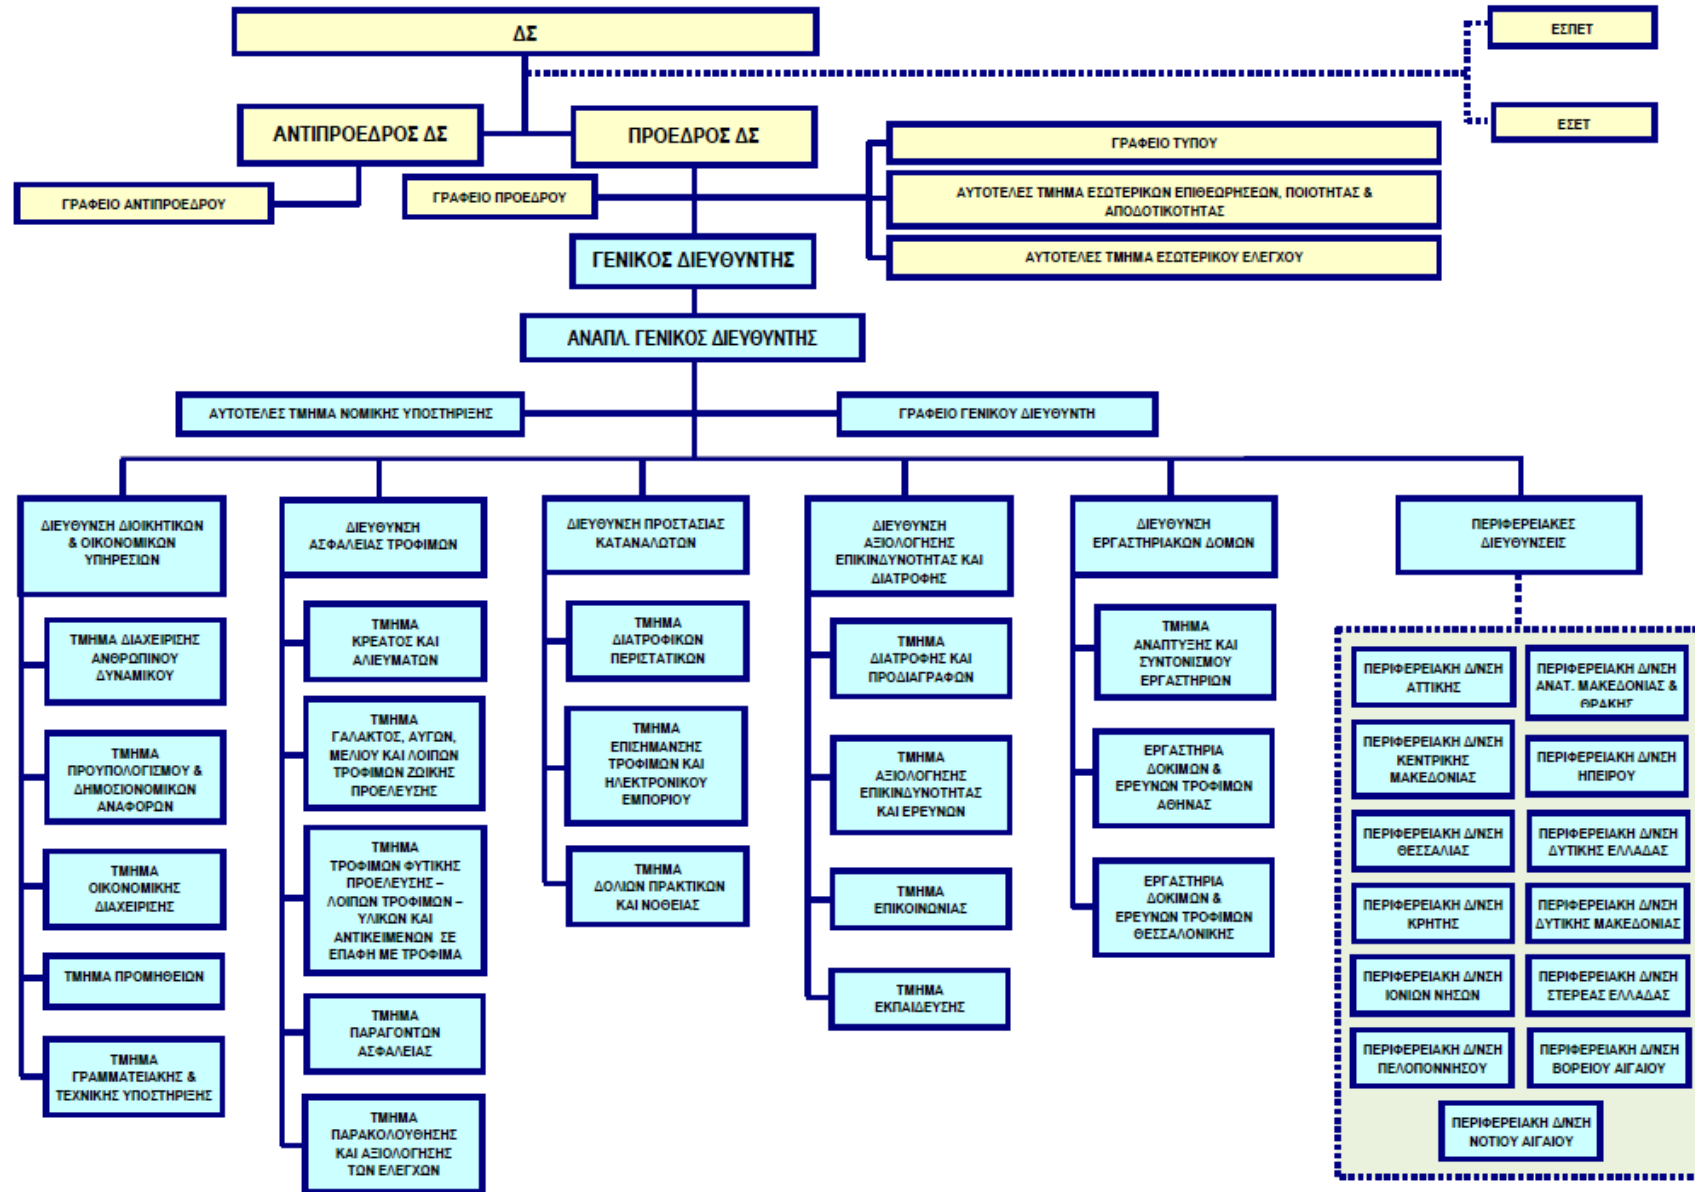 ΔΣ
ΕΣΠΕΤ
ΕΣΕΤ
ΑΝΤΙΠΡΟΕΔΡΟΣ ΔΣ
ΠΡΟΕΔΡΟΣ ΔΣ
ΓΡΑΦΕΙΟ ΤΥΠΟΥ
ΓΡΑΦΕΙΟ ΑΝΤΙΠΡΟΕΔΡΟΥ
ΓΡΑΦΕΙΟ ΠΡΟΕΔΡΟΥ
ΑΥΤΟΤΕΛΕΣ ΤΜΗΜΑ ΕΣΩΤΕΡΙΚΩΝ ΕΠΙΘΕΩΡΗΣΕΩΝ, ΠΟΙΟΤΗΤΑΣ &
ΑΠΟΔΟΤΙΚΟΤΗΤΑΣ
ΑΥΤΟΤΕΛΕΣ ΤΜΗΜΑ ΕΣΩΤΕΡΙΚΟΥ ΕΛΕΓΧΟΥ
ΓΕΝΙΚΟΣ ΔΙΕΥΘΥΝΤΗΣ
ΑΝΑΠΛ. ΓΕΝΙΚΟΣ ΔΙΕΥΘΥΝΤΗΣ
ΑΥΤΟΤΕΛΕΣ ΤΜΗΜΑ ΝΟΜΙΚΗΣ ΥΠΟΣΤΗΡΙΞΗΣ
ΓΡΑΦΕΙΟ ΓΕΝΙΚΟΥ ΔΙΕΥΘΥΝΤΗ
ΔΙΕΥΘΥΝΣΗ ΔΙΟΙΚΗΤΙΚΩΝ
& ΟΙΚΟΝΟΜΙΚΩΝ
ΥΠΗΡΕΣΙΩΝ
ΤΜΗΜΑ ΔΙΑΧΕΙΡΙΣΗΣ
ΑΝΘΡΩΠΙΝΟΥ
ΔΥΝΑΜΙΚΟΥ
ΤΜΗΜΑ
ΠΡΟΥΠΟΛΟΓΙΣΜΟΥ &
ΔΗΜΟΣΙΟΝΟΜΙΚΩΝ
ΑΝΑΦΟΡΩΝ
ΤΜΗΜΑ
ΟΙΚΟΝΟΜΙΚΗΣ
ΔΙΑΧΕΙΡΙΣΗΣ
ΤΜΗΜΑ ΠΡΟΜΗΘΕΙΩΝ
ΤΜΗΜΑ
ΓΡΑΜΜΑΤΕΙΑΚΗΣ &
ΤΕΧΝΙΚΗΣ ΥΠΟΣΤΗΡΙΞΗΣ
ΔΙΕΥΘΥΝΣΗ
ΑΣΦΑΛΕΙΑΣ ΤΡΟΦΙΜΩΝ
ΤΜΗΜΑ
ΚΡΕΑΤΟΣ ΚΑΙ
ΑΛΙΕΥΜΑΤΩΝ
ΤΜΗΜΑ
ΓΑΛΑΚΤΟΣ, ΑΥΓΩΝ,
ΜΕΛΙΟΥ ΚΑΙ ΛΟΙΠΩΝ
ΤΡΟΦΙΜΩΝ ΖΩΙΚΗΣ
ΠΡΟΕΛΕΥΣΗΣ
ΤΜΗΜΑ
ΤΡΟΦΙΜΩΝ ΦΥΤΙΚΗΣ
ΠΡΟΕΛΕΥΣΗΣ –
ΛΟΙΠΩΝ ΤΡΟΦΙΜΩΝ –
ΥΛΙΚΩΝ ΚΑΙ
ΑΝΤΙΚΕΙΜΕΝΩΝ ΣΕ
ΕΠΑΦΗ ΜΕ ΤΡΟΦΙΜΑ
ΤΜΗΜΑ
ΠΑΡΑΓΟΝΤΩΝ
ΑΣΦΑΛΕΙΑΣ
ΤΜΗΜΑ
ΠΑΡΑΚΟΛΟΥΘΗΣΗΣ
ΚΑΙ ΑΞΙΟΛΟΓΗΣΗΣ
ΤΩΝ ΕΛΕΓΧΩΝ
ΔΙΕΥΘΥΝΣΗ ΠΡΟΣΤΑΣΙΑΣ
ΚΑΤΑΝΑΛΩΤΩΝ
ΤΜΗΜΑ
ΔΙΑΤΡΟΦΙΚΩΝ
ΠΕΡΙΣΤΑΤΙΚΩΝ
ΤΜΗΜΑ
ΕΠΙΣΗΜΑΝΣΗΣ
ΤΡΟΦΙΜΩΝ ΚΑΙ
ΗΛΕΚΤΡΟΝΙΚΟΥ
ΕΜΠΟΡΙΟΥ
ΤΜΗΜΑ
ΔΟΛΙΩΝ ΠΡΑΚΤΙΚΩΝ
ΚΑΙ ΝΟΘΕΙΑΣ
ΔΙΕΥΘΥΝΣΗ
ΑΞΙΟΛΟΓΗΣΗΣ
ΕΠΙΚΙΝΔΥΝΟΤΗΤΑΣ ΚΑΙ
ΔΙΑΤΡΟΦΗΣ
ΤΜΗΜΑ
ΔΙΑΤΡΟΦΗΣ ΚΑΙ
ΠΡΟΔΙΑΓΡΑΦΩΝ
ΤΜΗΜΑ
ΑΞΙΟΛΟΓΗΣΗΣ
ΕΠΙΚΙΝΔΥΝΟΤΗΤΑΣ
ΚΑΙ ΕΡΕΥΝΩΝ
ΤΜΗΜΑ
ΕΠΙΚΟΙΝΩΝΙΑΣ
ΤΜΗΜΑ
ΕΚΠΑΙΔΕΥΣΗΣ
ΔΙΕΥΘΥΝΣΗ
ΕΡΓΑΣΤΗΡΙΑΚΩΝ ΔΟΜΩΝ
ΤΜΗΜΑ
ΑΝΑΠΤΥΞΗΣ ΚΑΙ
ΣΥΝΤΟΝΙΣΜΟΥ
ΕΡΓΑΣΤΗΡΙΩΝ
ΕΡΓΑΣΤΗΡΙΑ
ΔΟΚΙΜΩΝ &
ΕΡΕΥΝΩΝ ΤΡΟΦΙΜΩΝ
ΑΘΗΝΑΣ
ΕΡΓΑΣΤΗΡΙΑ
ΔΟΚΙΜΩΝ &
ΕΡΕΥΝΩΝ ΤΡΟΦΙΜΩΝ
ΘΕΣΣΑΛΟΝΙΚΗΣ
ΠΕΡΙΦΕΡΕΙΑΚΕΣ
ΔΙΕΥΘΥΝΣΕΙΣ
ΠΕΡΙΦΕΡΕΙΑΚΗ Δ/ΝΣΗ
ΑΤΤΙΚΗΣ
ΠΕΡΙΦΕΡΕΙΑΚΗ Δ/ΝΣΗ
ΑΝΑΤ. ΜΑΚΕΔΟΝΙΑΣ &
ΘΡΑΚΗΣ
ΠΕΡΙΦΕΡΕΙΑΚΗ Δ/ΝΣΗ
ΚΕΝΤΡΙΚΗΣ
ΜΑΚΕΔΟΝΙΑΣ
ΠΕΡΙΦΕΡΕΙΑΚΗ Δ/ΝΣΗ
ΗΠΕΙΡΟΥ
ΠΕΡΙΦΕΡΕΙΑΚΗ Δ/ΝΣΗ
ΘΕΣΣΑΛΙΑΣ
ΠΕΡΙΦΕΡΕΙΑΚΗ Δ/ΝΣΗ
ΔΥΤΙΚΗΣ ΕΛΛΑΔΑΣ
ΠΕΡΙΦΕΡΕΙΑΚΗ Δ/ΝΣΗ
ΚΡΗΤΗΣ
ΠΕΡΙΦΕΡΕΙΑΚΗ Δ/ΝΣΗ
ΔΥΤΙΚΗΣ ΜΑΚΕΔΟΝΙΑΣ
ΠΕΡΙΦΕΡΕΙΑΚΗ Δ/ΝΣΗ
ΙΟΝΙΩΝ ΝΗΣΩΝ
ΠΕΡΙΦΕΡΕΙΑΚΗ Δ/ΝΣΗ
ΣΤΕΡΕΑΣ ΕΛΛΑΔΑΣ
ΠΕΡΙΦΕΡΕΙΑΚΗ Δ/ΝΣΗ
ΠΕΛΟΠΟΝΝΗΣΟΥ
ΠΕΡΙΦΕΡΕΙΑΚΗ Δ/ΝΣΗ
ΒΟΡΕΙΟΥ ΑΙΓΑΙΟΥ
ΠΕΡΙΦΕΡΕΙΑΚΗ Δ/ΝΣΗ
ΝΟΤΙΟΥ ΑΙΓΑΙΟΥ